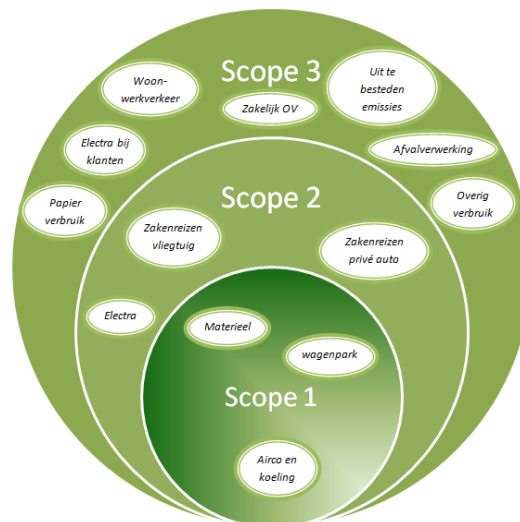 Scope 3
Woon-
werkverkeer
Zakelijk OV
Uit te
besteden
emissies
Electra bij
klanten
Afvalverwerking
Papier
verbruik
Overig
verbruik
Scope 2
Zakenreizen
vliegtuig
Zakenreizen
privé auto
Electra
Materieel
wagenpark
Scope 1
Airco en
koeling